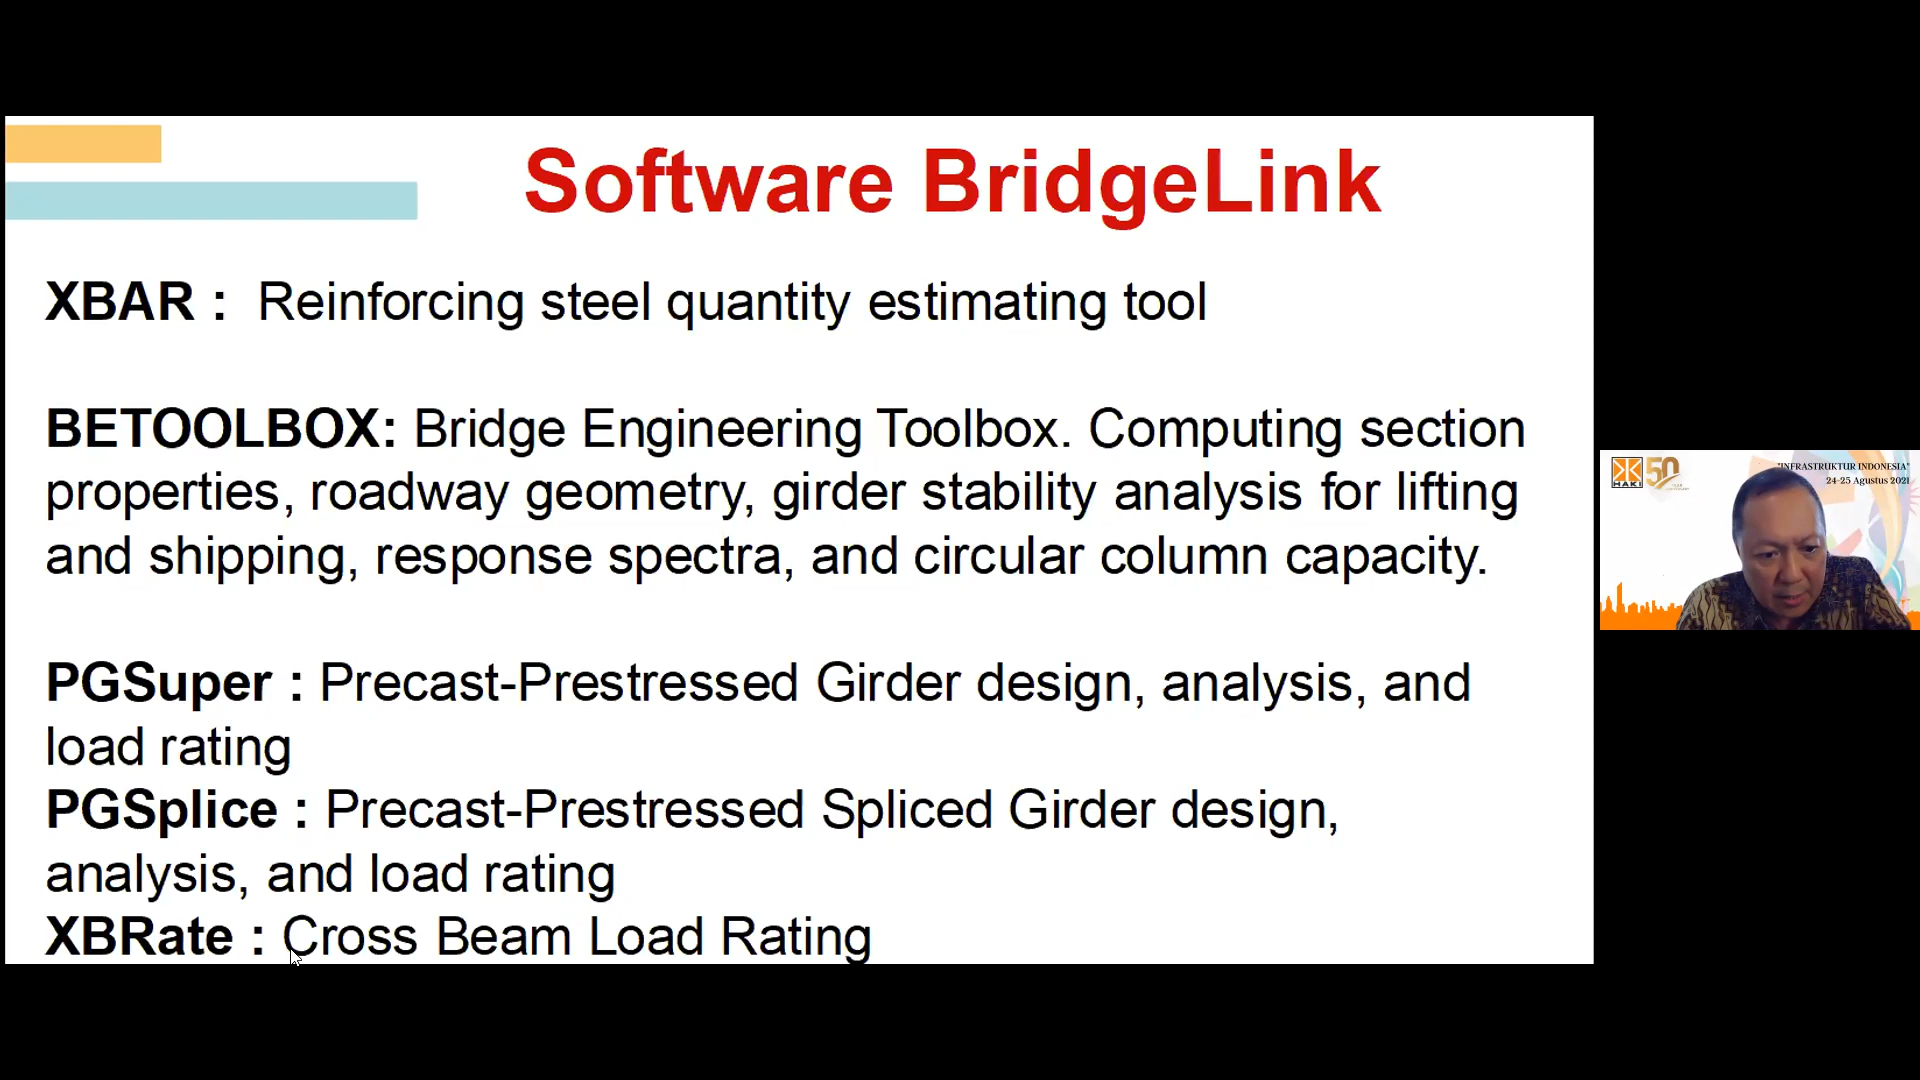 Software BridgeLink
XBAR : Reinforcing steel quantity estimating tool
BETOOLBOX: Bridge Engineering Toolbox. Computing section
properties, roadway geometry, girder stability analysis for lifting
and shipping, response spectra, and circular column capacity.
PGSuper : Precast-Prestressed Girder design, analysis, and
load rating
PGSplice : Precast-Prestressed Spliced Girder design,
analysis, and load rating
XBRate : Cross Beam Load Rating
HAKI
50
"INFRASTRUKTUR INDONESIA"
24-25 Agustus 2021